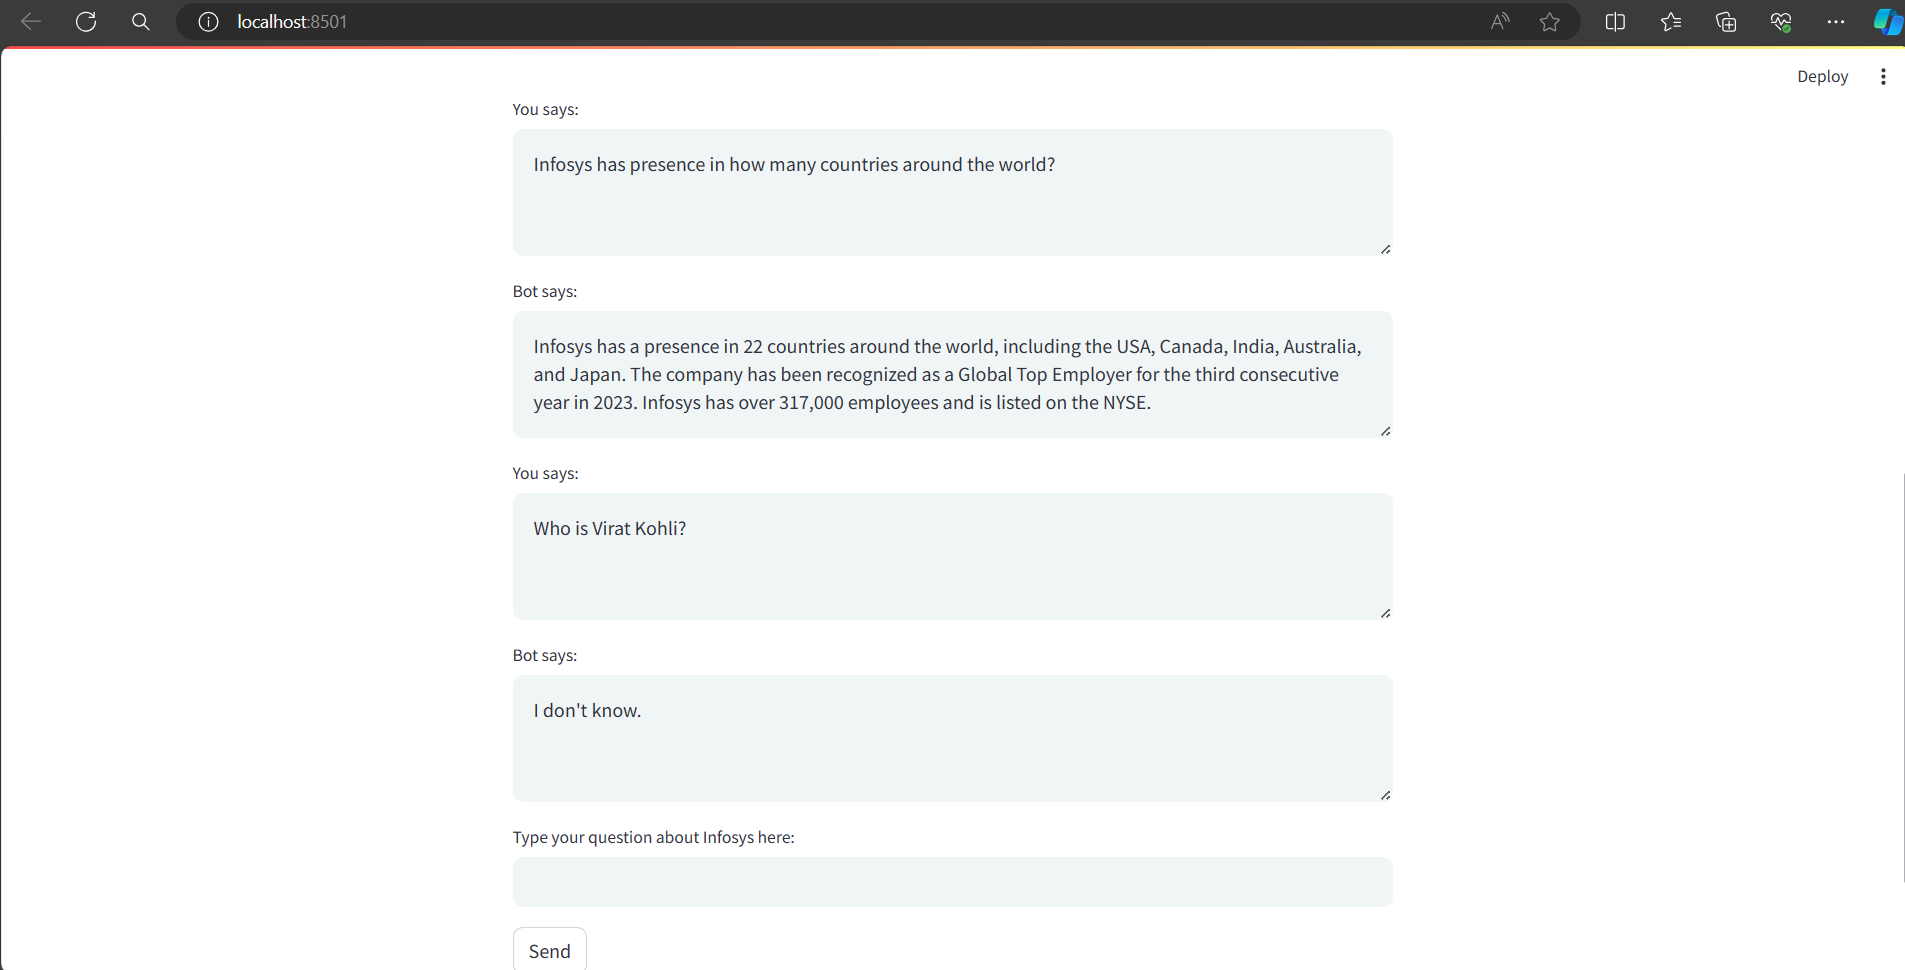 localhost:8501
Deploy
You says:
Infosys has presence in how many countries around the world?
Bot says:
Infosys has a presence in 22 countries around the world, including the USA, Canada, India, Australia,
and Japan. The company has been recognized as a Global Top Employer for the third consecutive
year in 2023. Infosys has over 317,000 employees and is listed on the NYSE.
You says:
Who is Virat Kohli?
Bot says:
I don't know.
Type your question about Infosys here:
Send